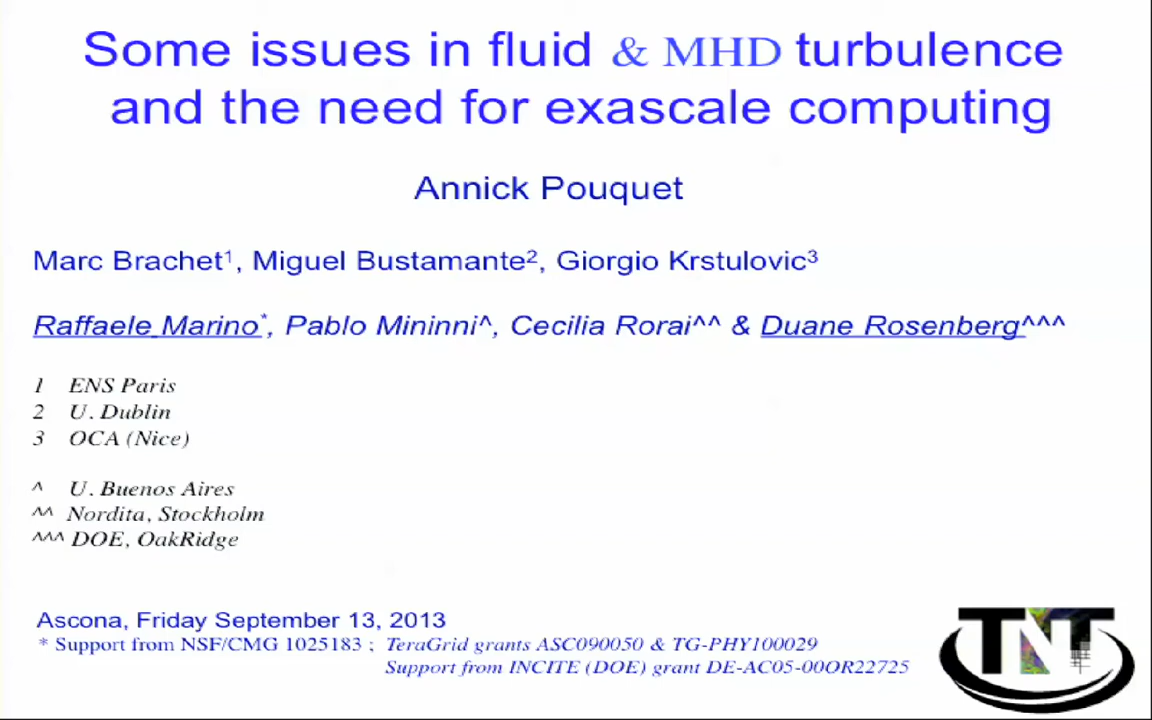 Some issues in fluid & MHD turbulence
and the need for exascale computing
Annick Pouquet
Marc Brachet¹, Miguel Bustamante², Giorgio Krstulovic³
Raffaele Marino*, Pablo Mininni^, Cecilia Rorai^^ & Duane Rosenberg^^^
1 ENS Paris
2 U. Dublin
3 OCA (Nice)
^ U. Buenos Aires
^^ Nordita, Stockholm
^^^ DOE, OakRidge
Ascona, Friday September 13, 2013
* Support from NSF/CMG 1025183 ; TeraGrid grants ASC090050 & TG-PHY100029
Support from INCITE (DOE) grant DE-AC05-00OR22725
TNT